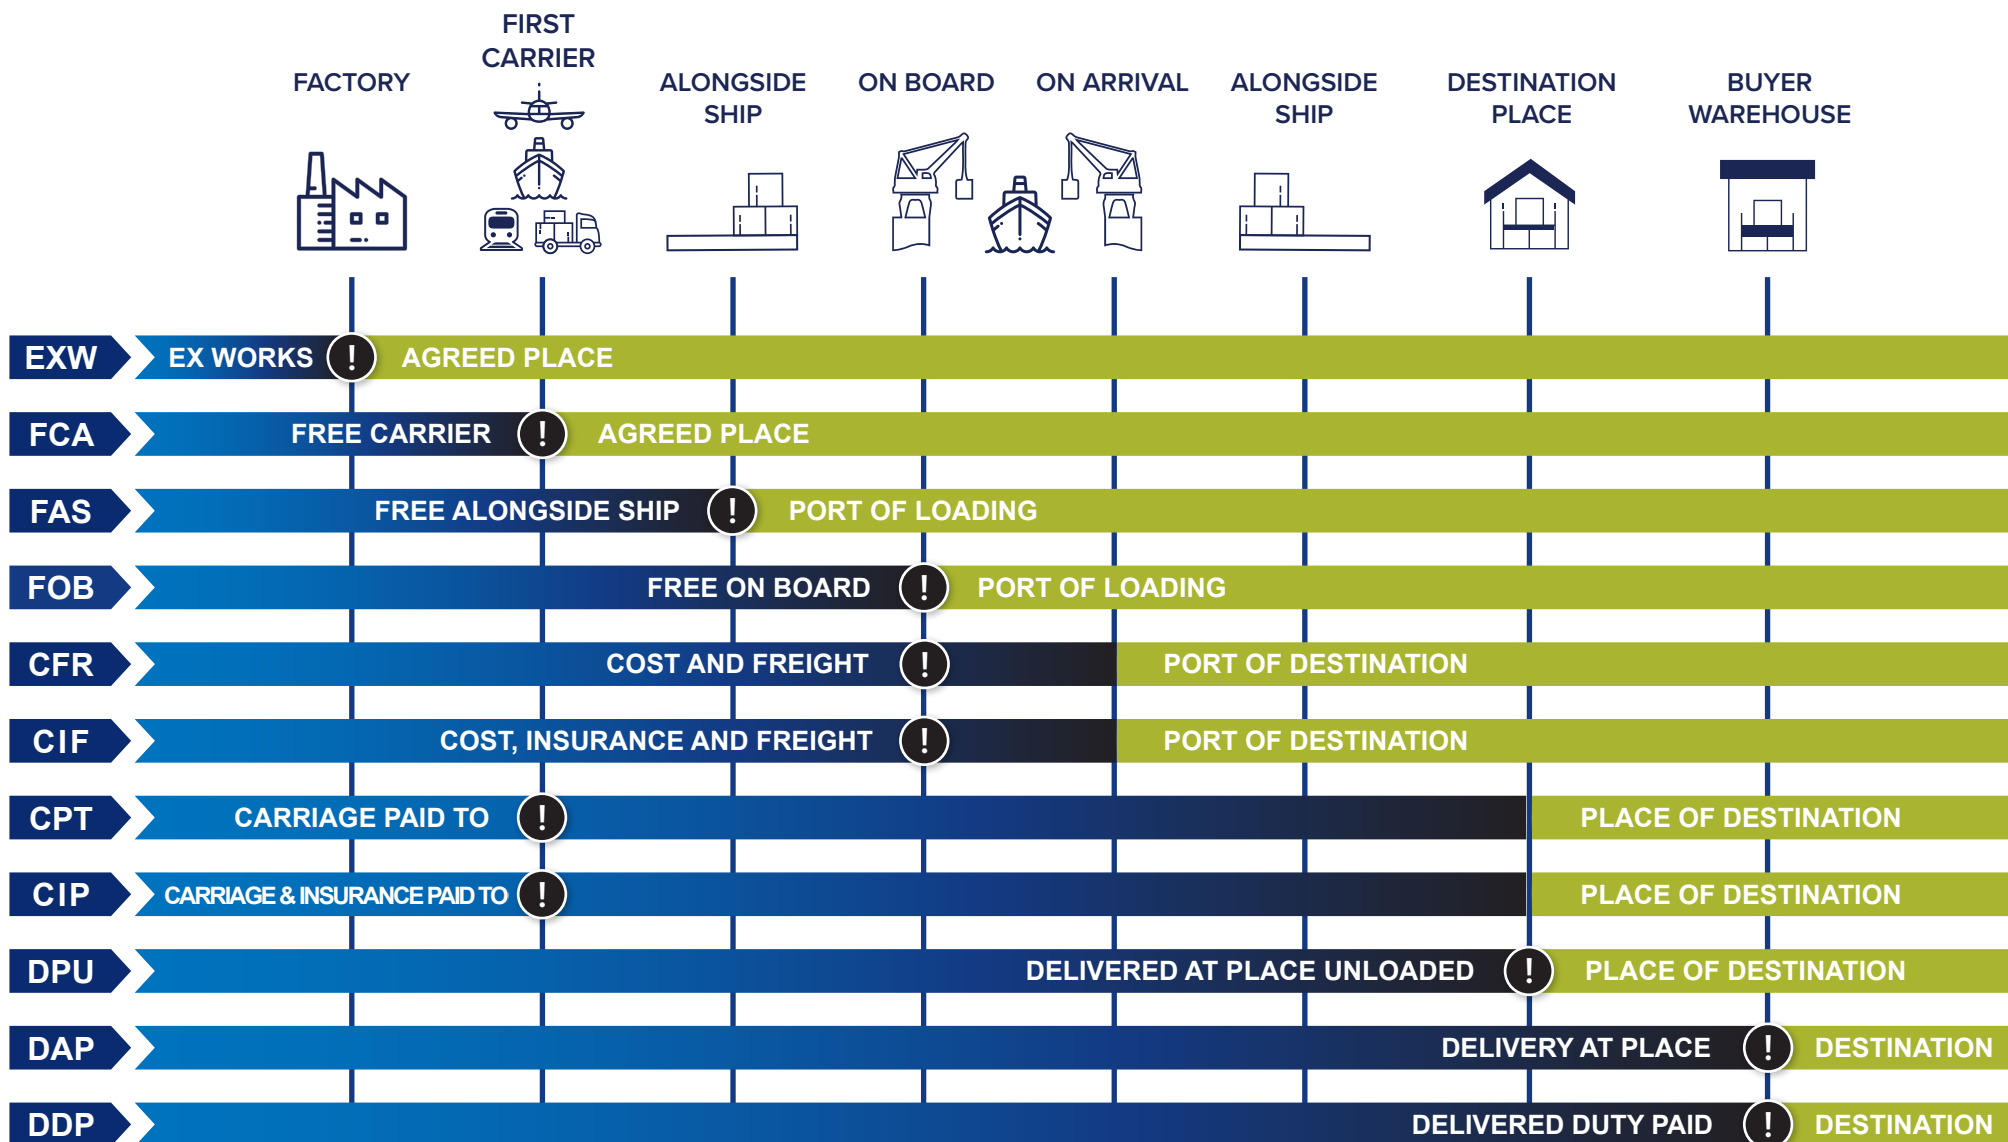 FIRST
CARRIER
FACTORY
ALONGSIDE
SHIP
ON BOARD
ON ARRIVAL
ALONGSIDE
SHIP
DESTINATION
PLACE
BUYER
WAREHOUSE
EXW EX WORKS ! AGREED PLACE
FCA FREE CARRIER ! AGREED PLACE
FAS FREE ALONGSIDE SHIP ! PORT OF LOADING
FOB FREE ON BOARD ! PORT OF LOADING
CFR COST AND FREIGHT ! PORT OF DESTINATION
CIF COST, INSURANCE AND FREIGHT ! PORT OF DESTINATION
CPT CARRIAGE PAID TO ! PLACE OF DESTINATION
CIP CARRIAGE & INSURANCE PAID TO ! PLACE OF DESTINATION
DPU DELIVERED AT PLACE UNLOADED ! PLACE OF DESTINATION
DAP DELIVERY AT PLACE ! DESTINATION
DDP DELIVERED DUTY PAID ! DESTINATION